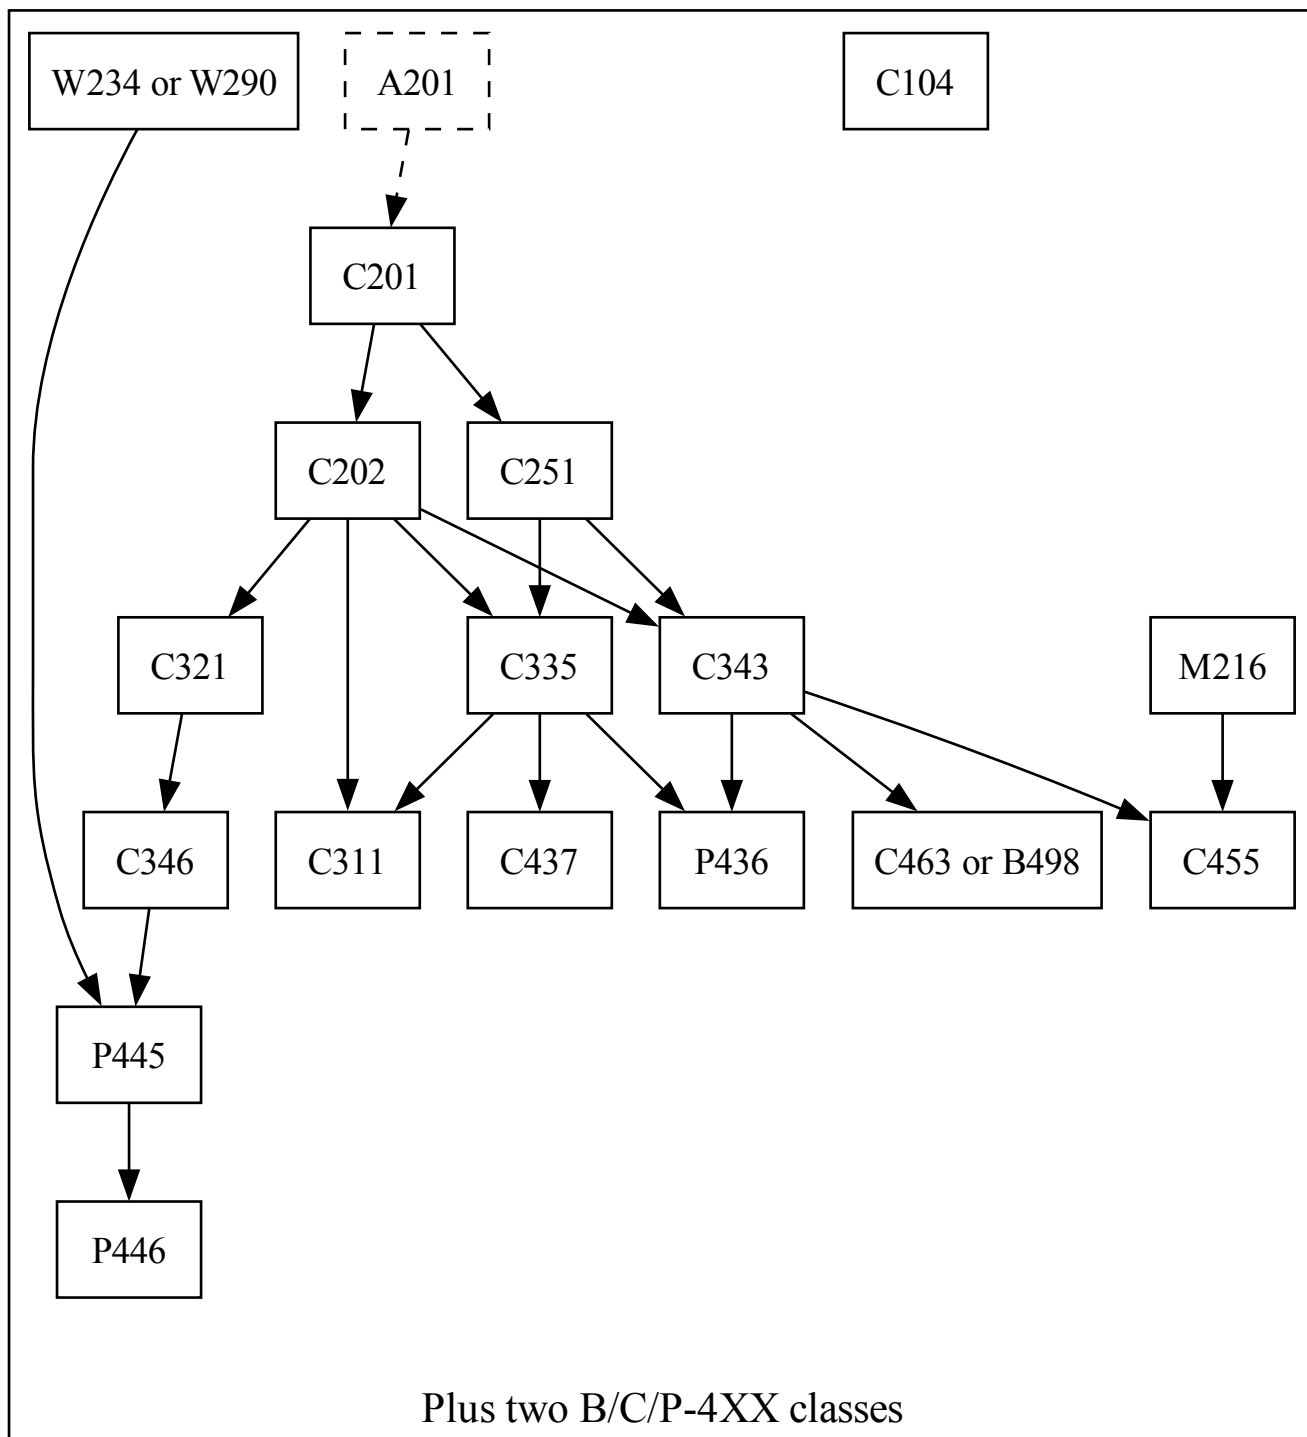 W234 or W290
A201
C104
C201
C202
C251
C321
C335
C343
M216
C346
C311
C437
P436
C463 or B498
C455
P445
P446
Plus two B/C/P-4XX classes